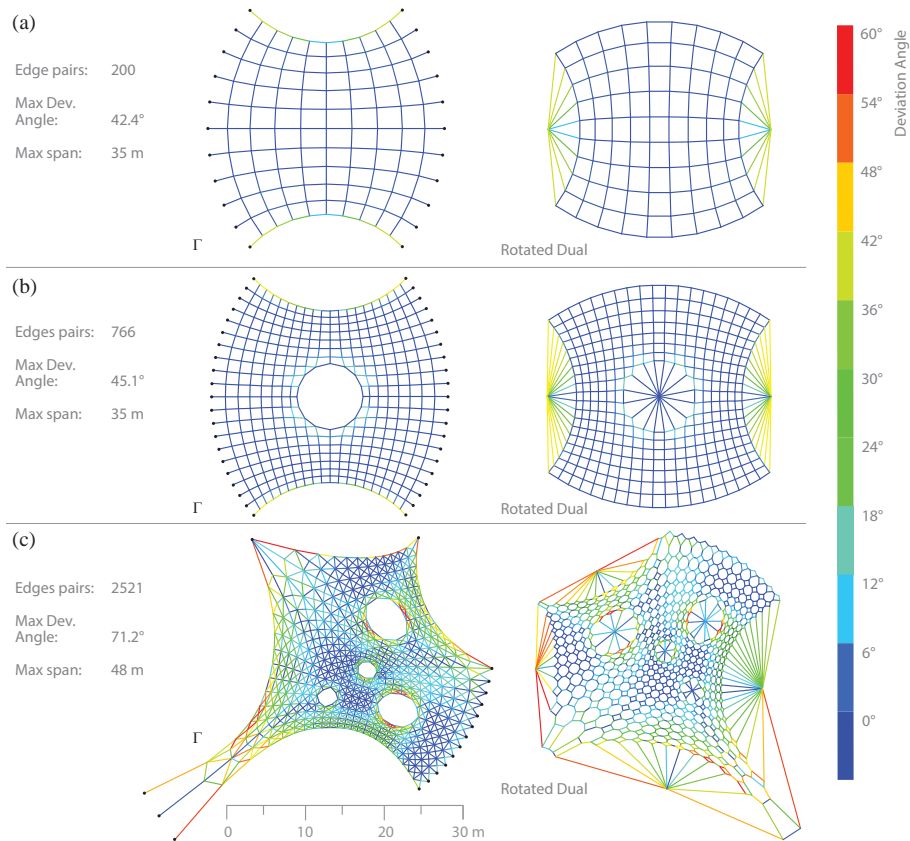 (a)
Edge pairs: 200
Max Dev.
Angle: 42.4°
Max span: 35 m
Γ
Rotated Dual
(b)
Edges pairs: 766
Max Dev.
Angle: 45.1°
Max span: 35 m
Γ
Rotated Dual
(c)
Edges pairs: 2521
Max Dev.
Angle: 71.2°
Max span: 48 m
Γ
Rotated Dual
0 10 20 30 m
Deviation Angle
60°
54°
48°
42°
36°
30°
24°
18°
12°
6°
0°